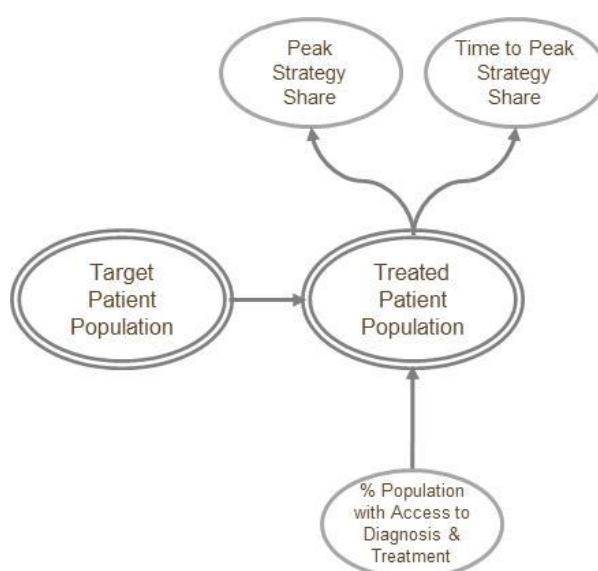 Peak
Strategy
Share
Time to Peak
Strategy
Share
Target
Patient
Population
Treated
Patient
Population
% Population
with Access to
Diagnosis &
Treatment